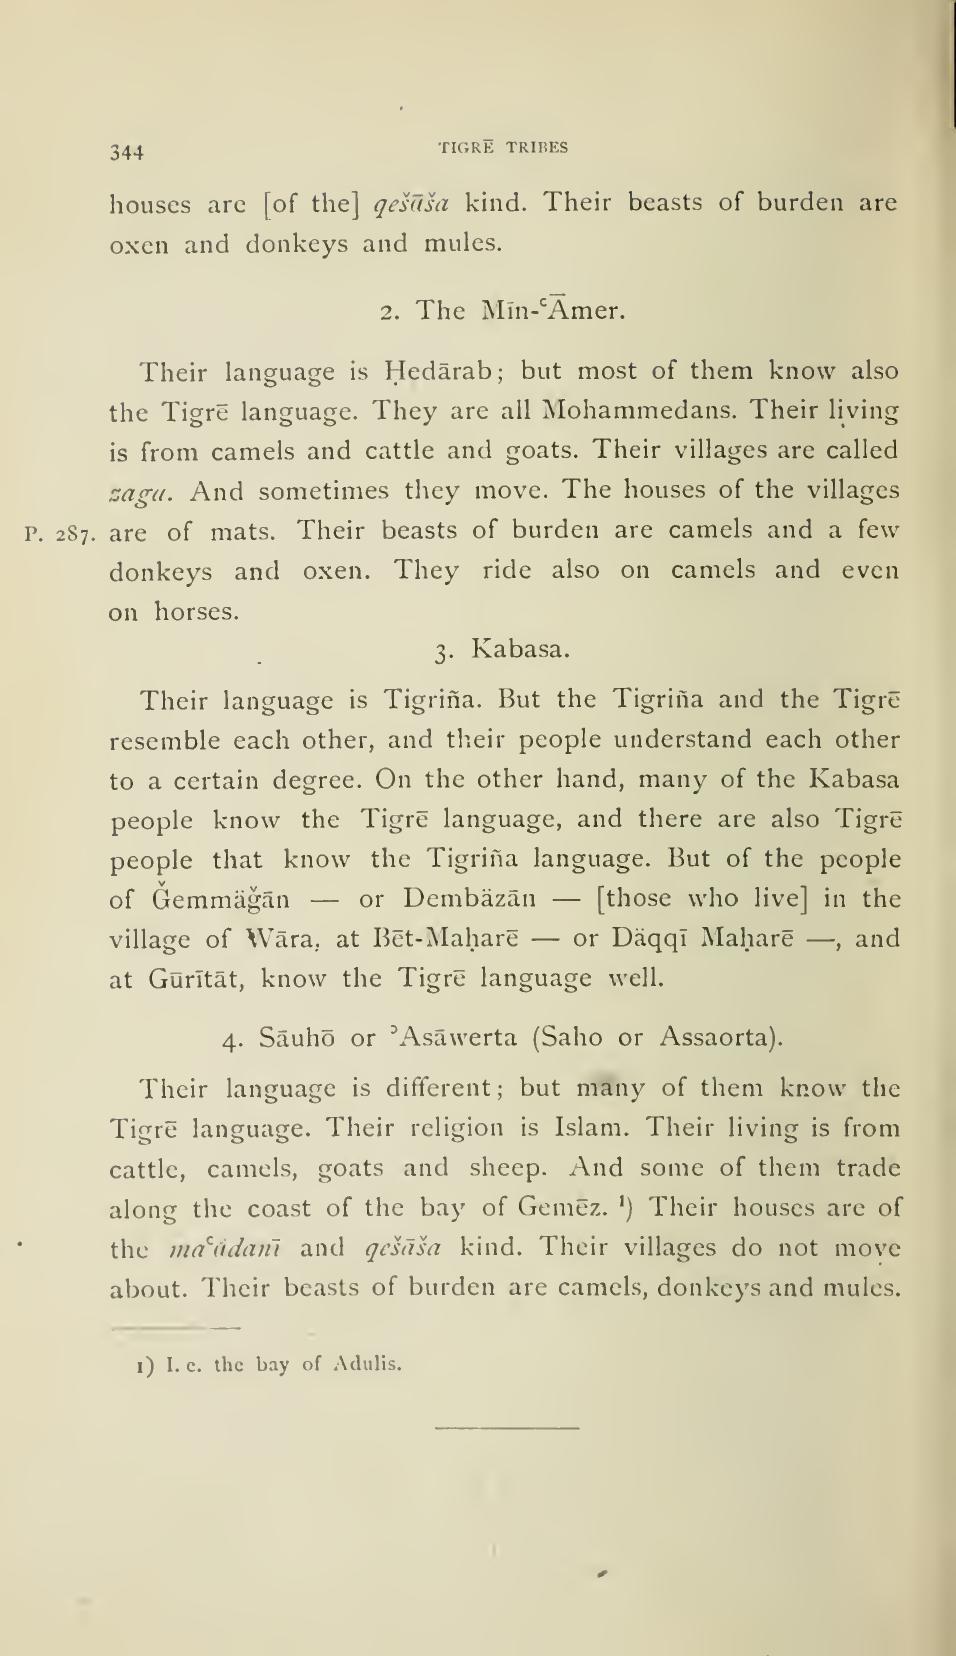 344 TIGRĒ TRIBES
houses are [of the] qešāša kind. Their beasts of burden are
oxen and donkeys and mules.
2. The Mīn-ʿĀmer.
Their language is Ḥedārab; but most of them know also
the Tigrē language. They are all Mohammedans. Their living
is from camels and cattle and goats. Their villages are called
zaga. And sometimes they move. The houses of the villages
P. 287. are of mats. Their beasts of burden are camels and a few
donkeys and oxen. They ride also on camels and even
on horses.
3. Kabasa.
Their language is Tigriña. But the Tigriña and the Tigrē
resemble each other, and their people understand each other
to a certain degree. On the other hand, many of the Kabasa
people know the Tigrē language, and there are also Tigrē
people that know the Tigriña language. But of the people
of Ǧemmäǧān — or Dembäzān — [those who live] in the
village of Wāra, at Bēt-Maḥarē — or Däqqī Maḥarē —, and
at Gūrītāt, know the Tigrē language well.
4. Sāuhō or ʾAsāwerta (Saho or Assaorta).
Their language is different; but many of them know the
Tigrē language. Their religion is Islam. Their living is from
cattle, camels, goats and sheep. And some of them trade
along the coast of the bay of Gemēz. ¹) Their houses are of
the maʿādanī and qešāša kind. Their villages do not move
about. Their beasts of burden are camels, donkeys and mules.
1) I. e. the bay of Adulis.